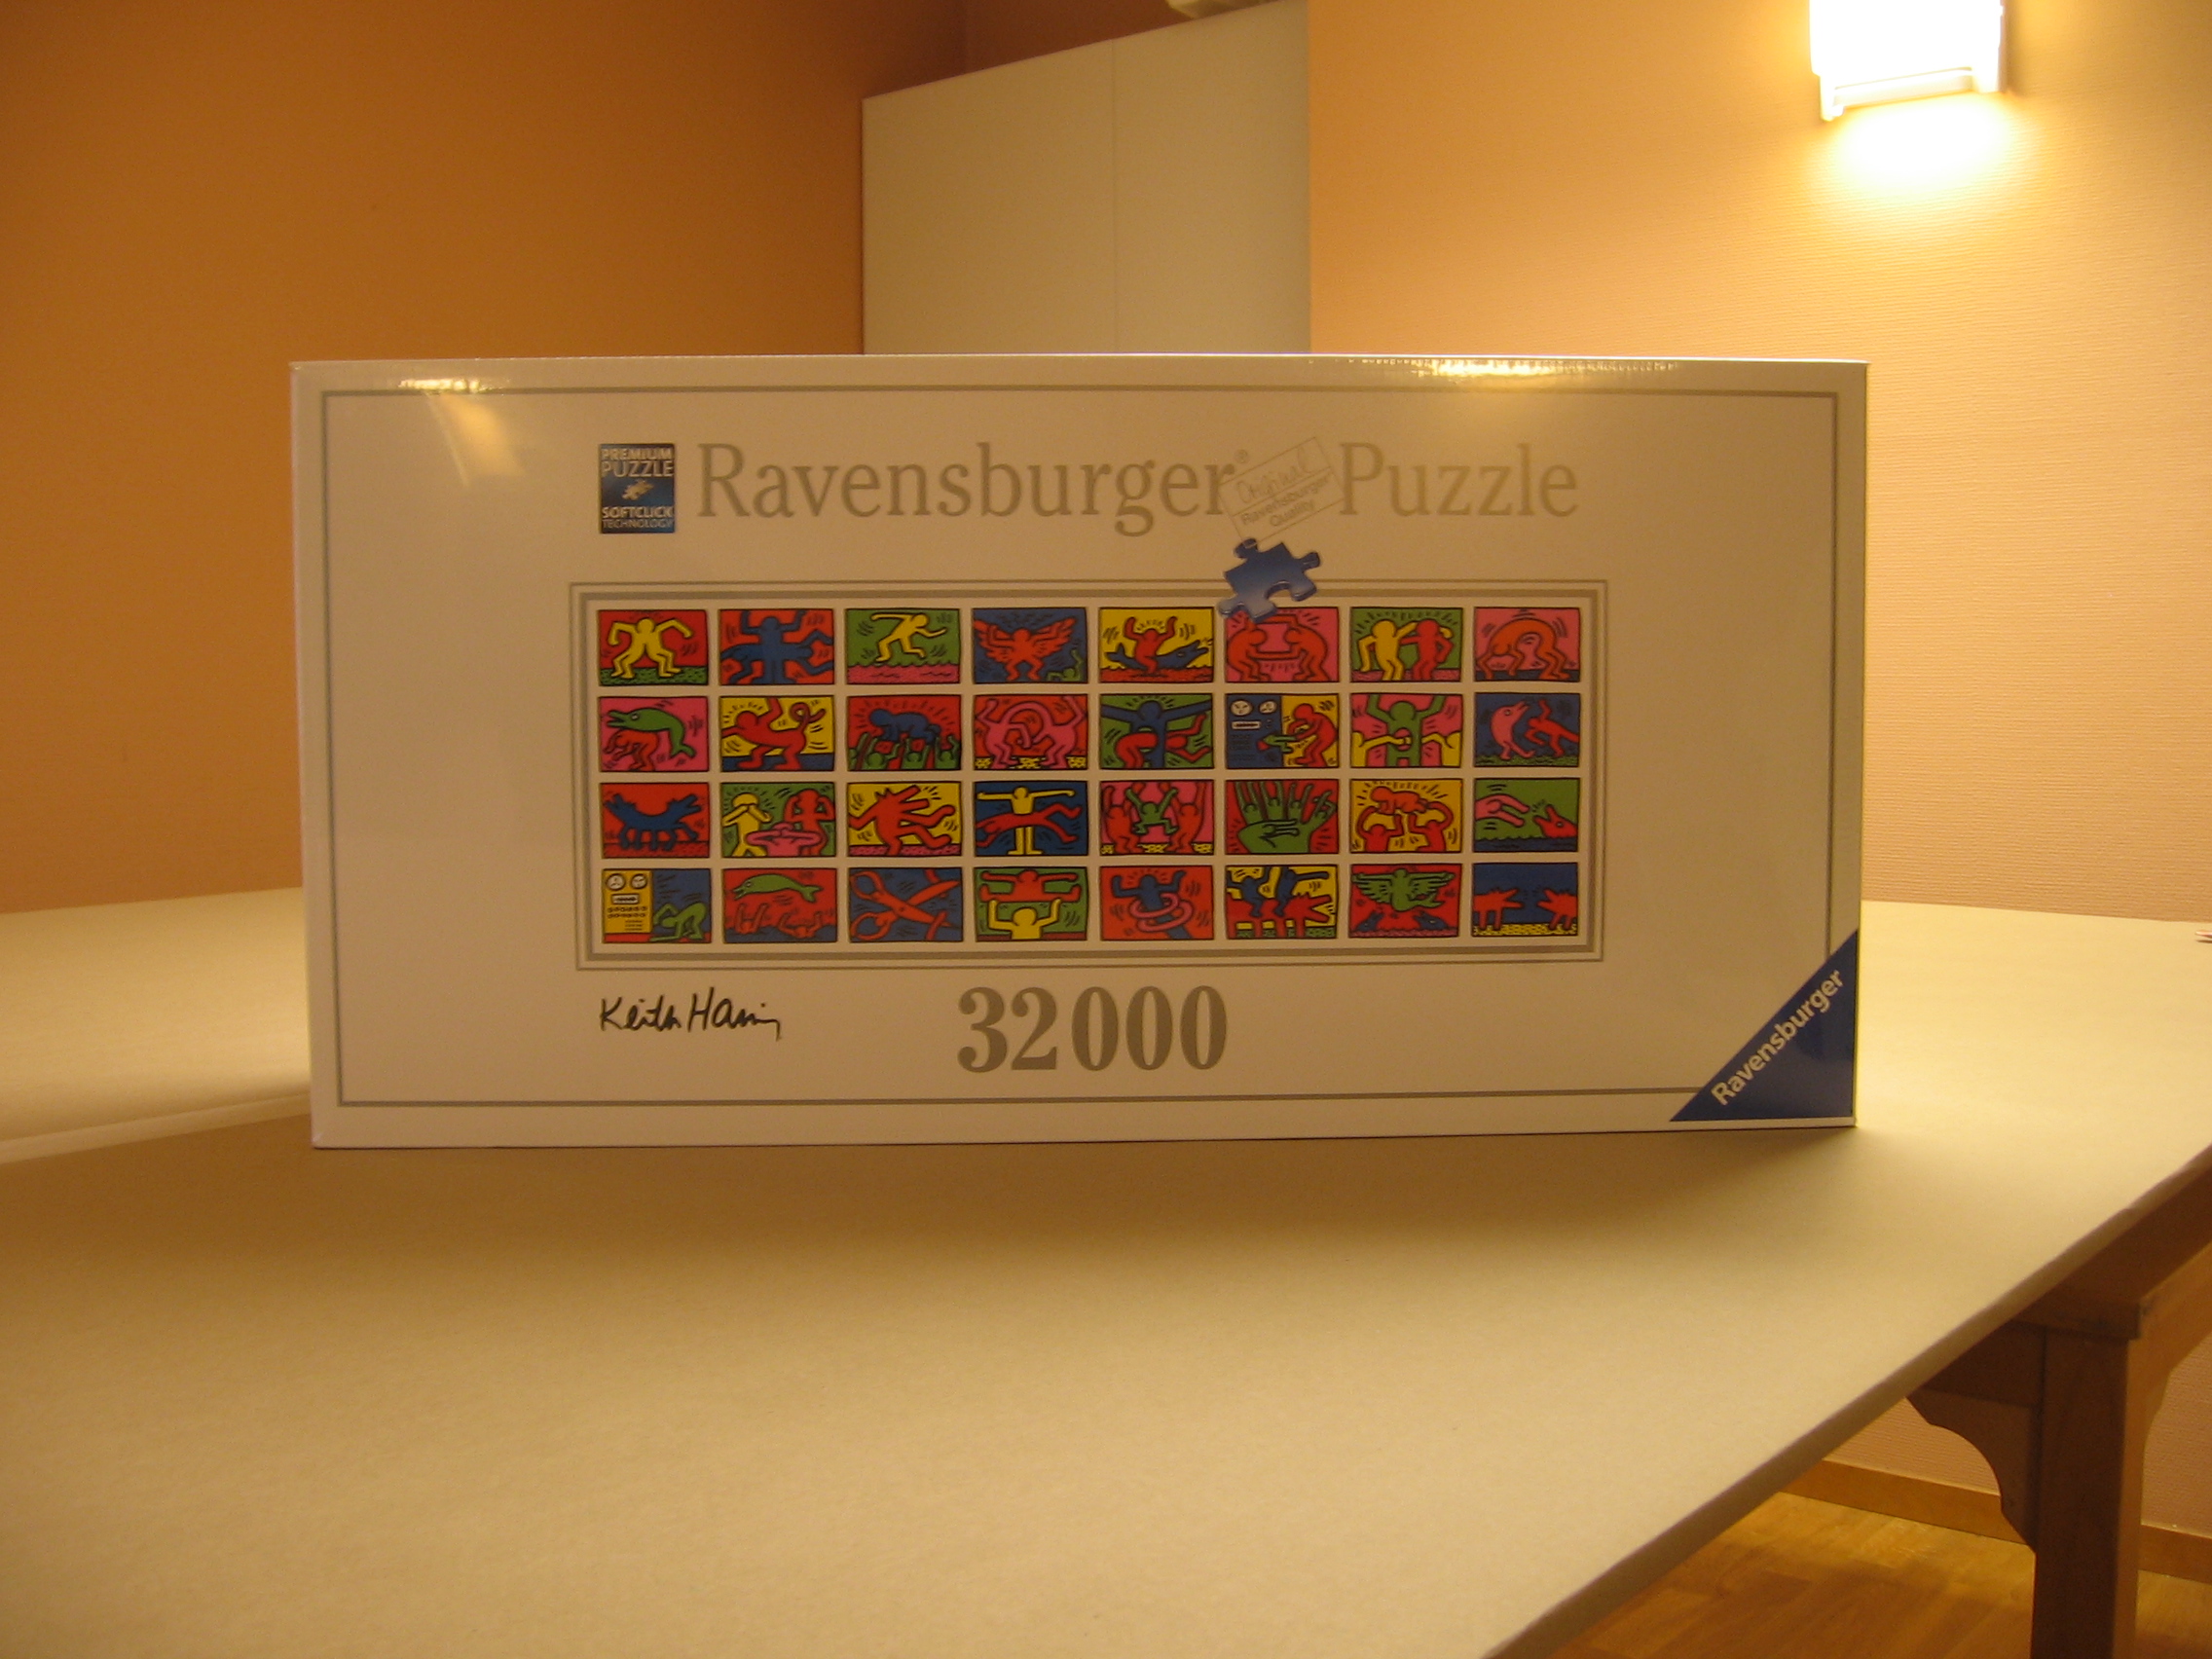 PREMIUM
PUZZLE
SOFTCLICK
TECHNOLOGY
Ravensburger® Puzzle
Original
Ravensburger
Quality
Keith Haring
32000
Ravensburger